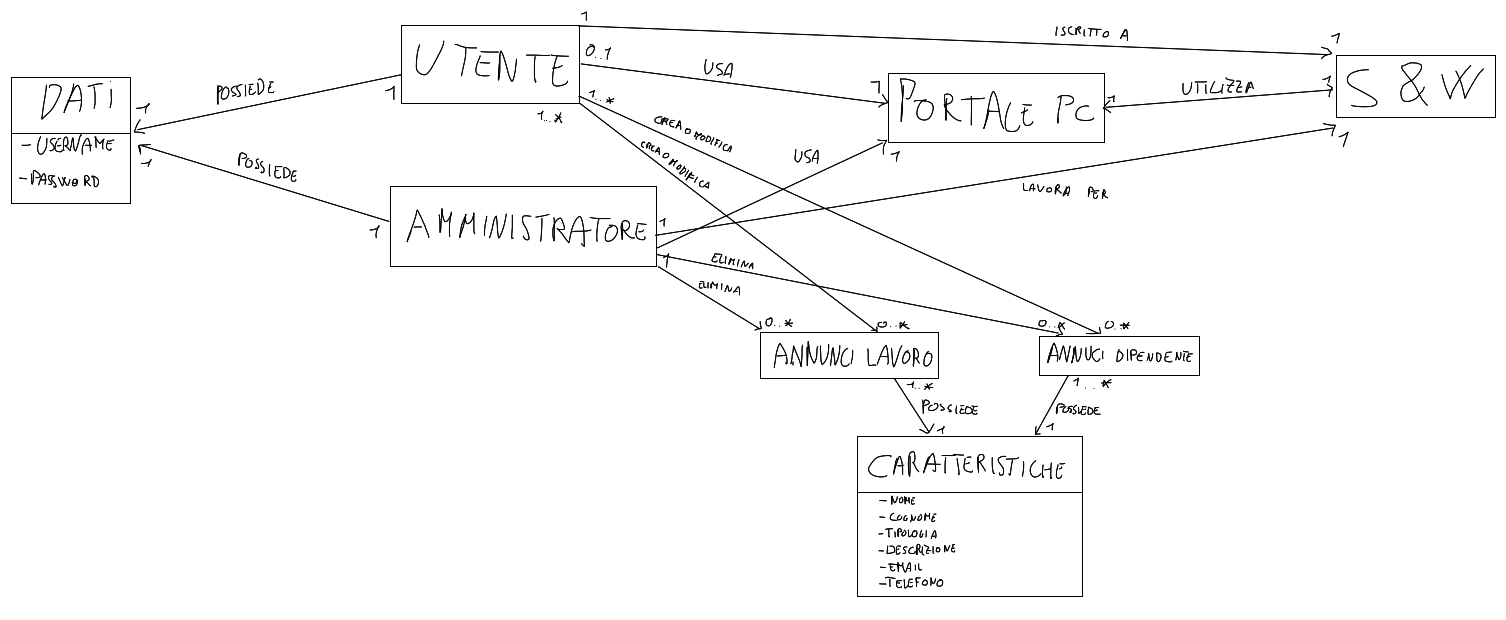 1
ISCRITTO A
1
UTENTE
0..1
USA
1
PORTALE PC
1
UTILIZZA
1
S & W
DATI
1
POSSIEDE
1
1..*
1...*
CREA O MODIFICA
CREA O MODIFICA
- USERNAME
- PASSWORD
1
POSSIEDE
USA
1
1
LAVORA PER
1
AMMINISTRATORE
1
1
ELIMINA
ELIMINA
0..*
0..*
0..*
0..*
ANNUNCI LAVORO
ANNUCI DIPENDENTE
1..*
POSSIEDE
1
1...*
POSSIEDE
1
CARATTERISTICHE
- NOME
- COGNOME
- TIPOLOGIA
- DESCRIZIONE
- EMAIL
- TELEFONO